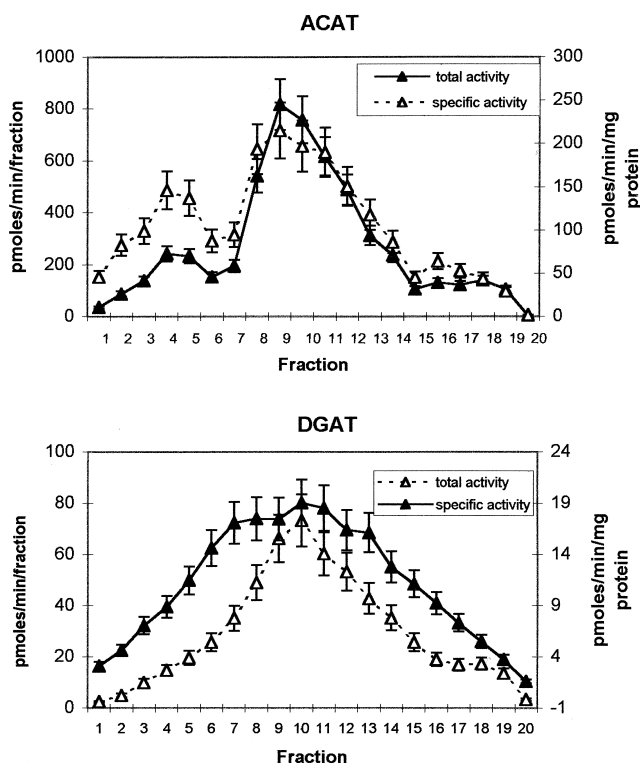 ACAT
1000
800
600
400
200
0
pmoles/min/fraction
300
250
200
150
100
50
0
pmoles/min/mg
protein
total activity
specific activity
1 2 3 4 5 6 7 8 9 10 11 12 13 14 15 16 17 18 19 20
Fraction
DGAT
100
80
60
40
20
0
pmoles/min/fraction
24
19
14
9
4
-1
pmoles/min/mg
protein
total activity
specific activity
1 2 3 4 5 6 7 8 9 10 11 12 13 14 15 16 17 18 19 20
Fraction